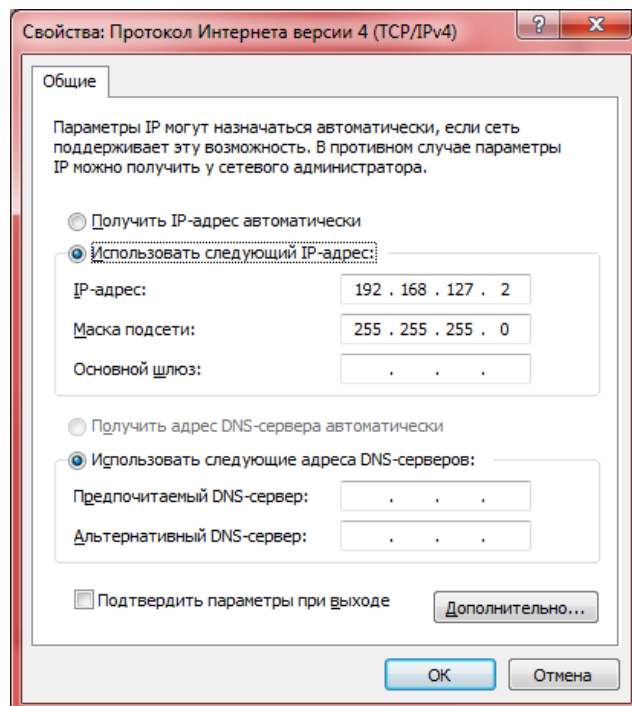 Свойства: Протокол Интернета версии 4 (TCP/IPv4)
? X
Общие
Параметры IP могут назначаться автоматически, если сеть
поддерживает эту возможность. В противном случае параметры
IP можно получить у сетевого администратора.
Получить IP-адрес автоматически
Использовать следующий IP-адрес:
IP-адрес: 192 . 168 . 127 . 2
Маска подсети: 255 . 255 . 255 . 0
Основной шлюз: . . .
Получить адрес DNS-сервера автоматически
Использовать следующие адреса DNS-серверов:
Предпочитаемый DNS-сервер: . . .
Альтернативный DNS-сервер: . . .
Подтвердить параметры при выходе
Дополнительно...
OK Отмена